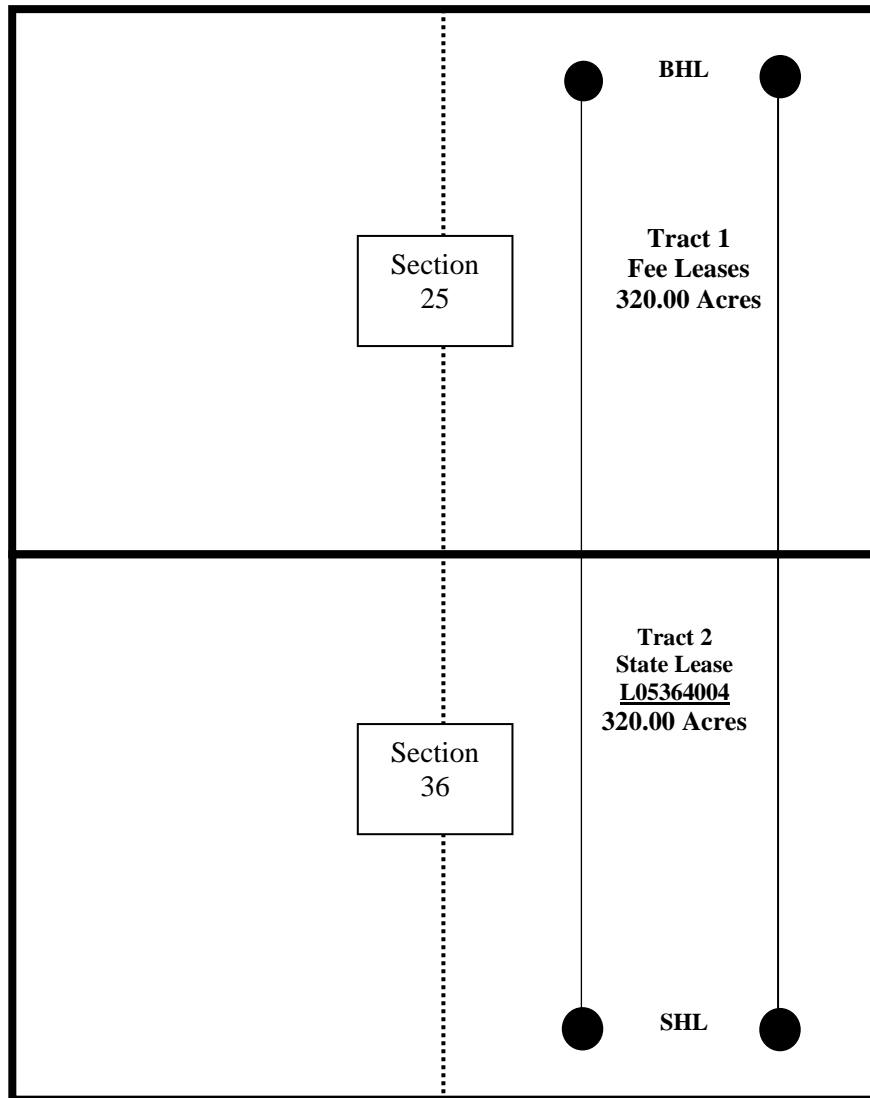 BHL
Tract 1
Fee Leases
320.00 Acres
Section
25
Tract 2
State Lease
L05364004
320.00 Acres
Section
36
SHL